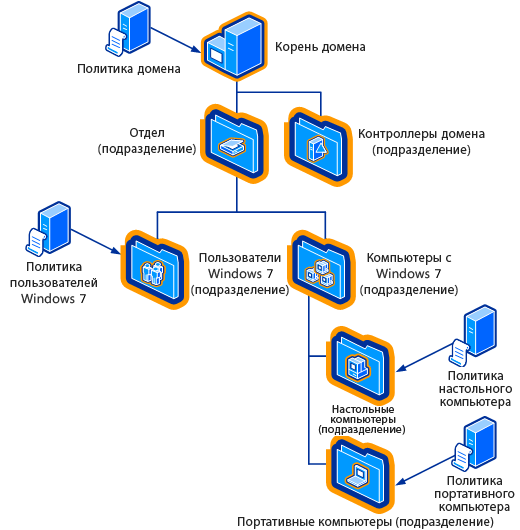 Корень домена
Политика домена
Отдел
(подразделение)
Контроллеры домена
(подразделение)
Политика
пользователей
Windows 7
Пользователи
Windows 7
(подразделение)
Компьютеры с
Windows 7
(подразделение)
Политика
настольного
компьютера
Настольные
компьютеры
(подразделение)
Политика
портативного
компьютера
Портативные компьютеры (подразделение)